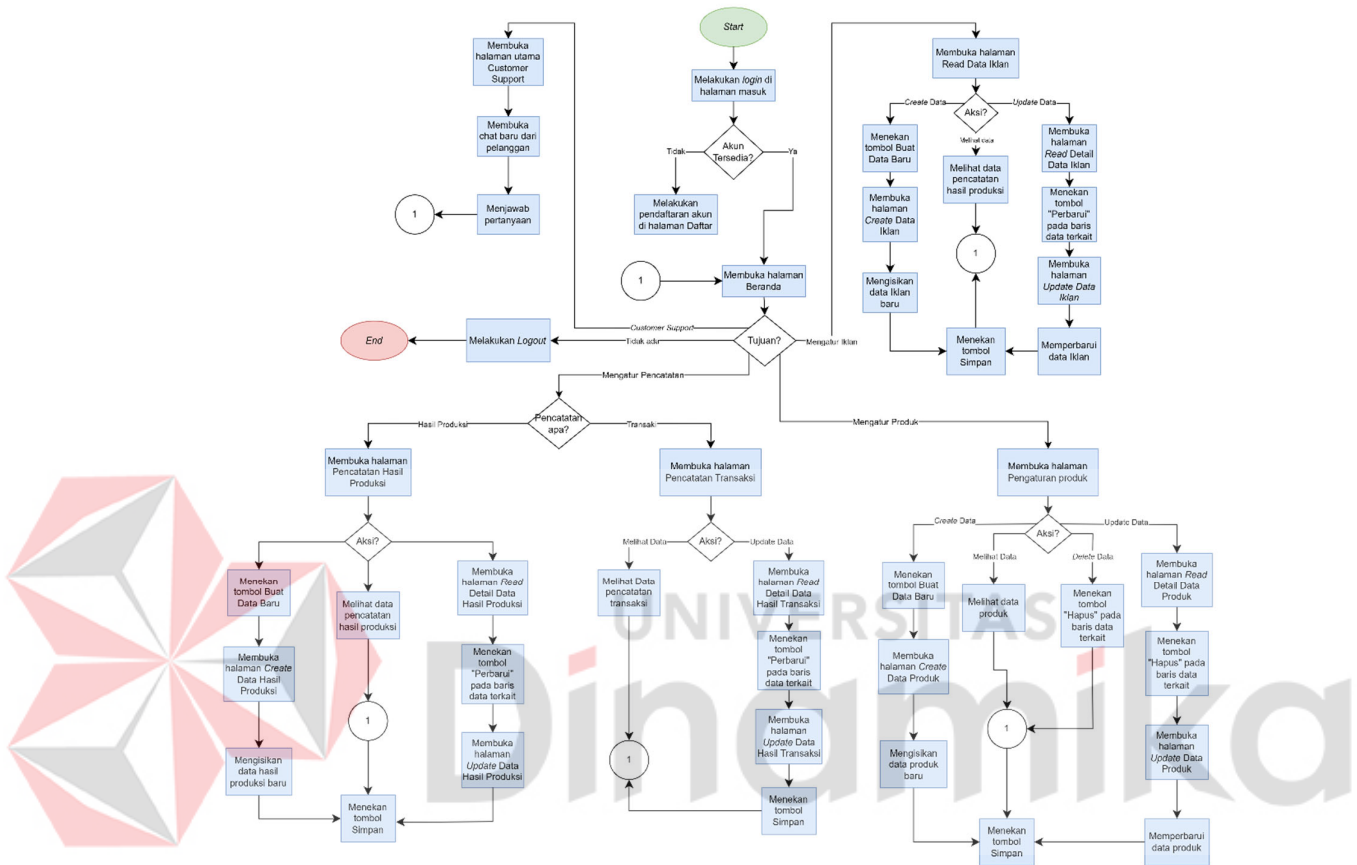 Start
Melakukan login di
halaman masuk
Akun
Tersedia?
Tidak
Ya
Melakukan
pendaftaran akun
di halaman Daftar
1
Membuka halaman
Beranda
Tujuan?
Customer Support
Tidak ada
Mengatur Iklan
Mengatur Pencatatan
Mengatur Produk
Melakukan Logout
End
Membuka
halaman utama
Customer
Support
Membuka
chat baru dari
pelanggan
Menjawab
pertanyaan
1
Membuka halaman
Read Data Iklan
Aksi?
Create Data
Melihat data
Update Data
Menekan
tombol Buat
Data Baru
Membuka
halaman
Create Data
Iklan
Mengisikan
data Iklan
baru
Melihat data
pencatatan
hasil produksi
1
Menekan
tombol
Simpan
Membuka
halaman
Read Detail
Data Iklan
Menekan
tombol
"Perbarui"
pada baris
data terkait
Membuka
halaman
Update Data
Iklan
Memperbarui
data Iklan
Pencatatan
apa?
Hasil Produksi
Transaki
Membuka halaman
Pencatatan Hasil
Produksi
Aksi?
Menekan
tombol Buat
Data Baru
Membuka
halaman Create
Data Hasil
Produksi
Mengisikan
data hasil
produksi baru
Melihat data
pencatatan
hasil produksi
1
Menekan
tombol
Simpan
Membuka
halaman Read
Detail Data
Hasil Produksi
Menekan
tombol
"Perbarui"
pada baris
data terkait
Membuka
halaman
Update Data
Hasil Produksi
Membuka halaman
Pencatatan Transaksi
Aksi?
Melihat Data
Update Data
Melihat Data
pencatatan
transaksi
1
Membuka
halaman Read
Detail Data
Hasil Transaksi
Menekan
tombol
"Perbarui"
pada baris
data terkait
Membuka
halaman
Update Data
Hasil Transaksi
Menekan
tombol
Simpan
Membuka halaman
Pengaturan produk
Aksi?
Create Data
Melihat Data
Delete Data
Update Data
Menekan
tombol Buat
Data Baru
Membuka
halaman Create
Data Produk
Mengisikan
data produk
baru
Melihat data
produk
1
Menekan
tombol
Simpan
Menekan
tombol
"Hapus" pada
baris data
terkait
Membuka
halaman Read
Detail Data
Produk
Menekan
tombol
"Hapus" pada
baris data
terkait
Membuka
halaman
Update Data
Produk
Memperbarui
data produk
UNIVERSITAS
Dinamika